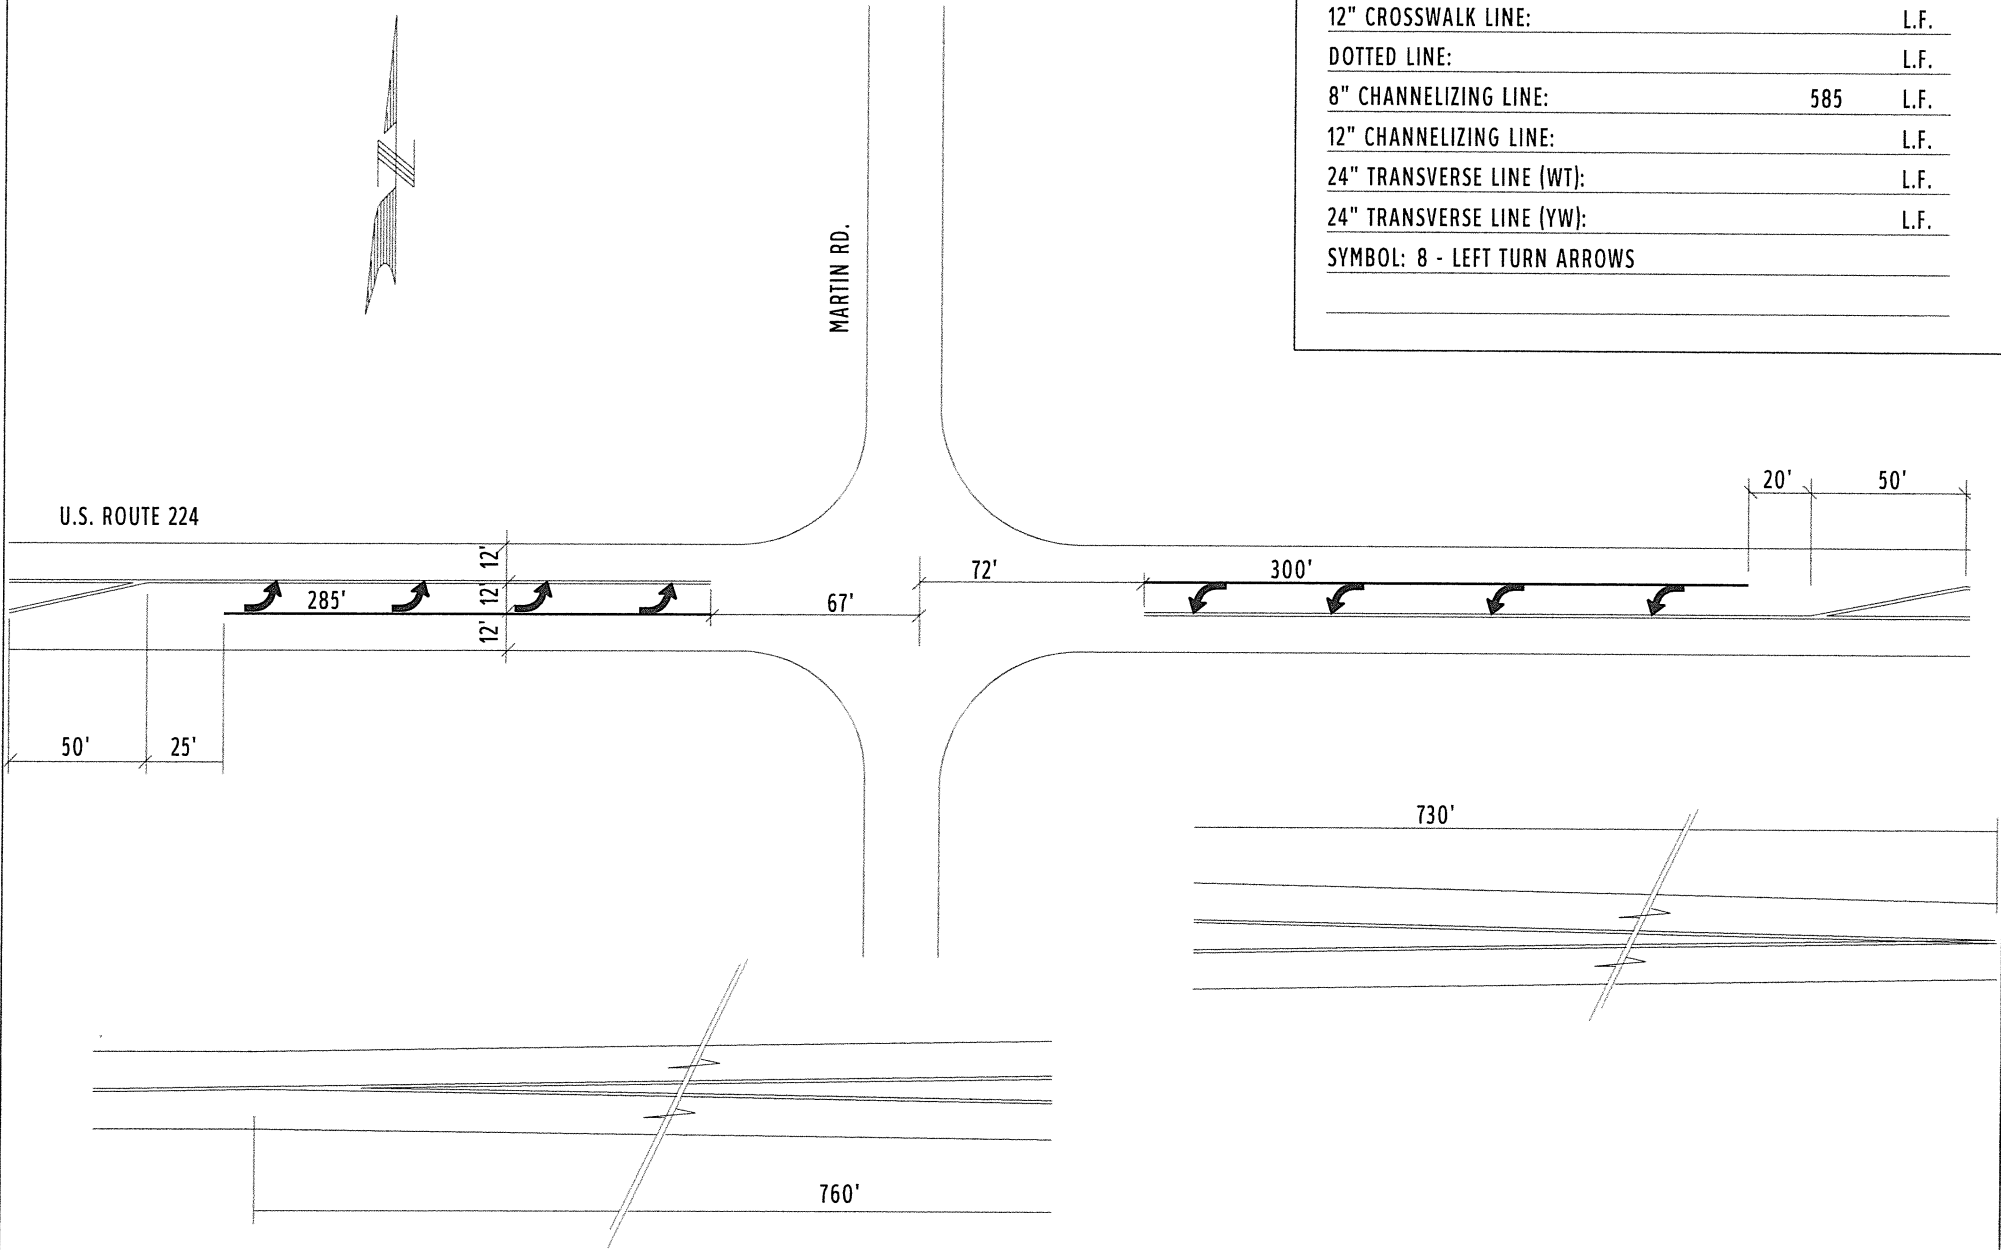 12" CROSSWALK LINE: L.F.
DOTTED LINE: L.F.
8" CHANNELIZING LINE: 585 L.F.
12" CHANNELIZING LINE: L.F.
24" TRANSVERSE LINE (WT): L.F.
24" TRANSVERSE LINE (YW): L.F.
SYMBOL: 8 - LEFT TURN ARROWS
MARTIN RD.
U.S. ROUTE 224
20'
50'
12'
12'
12'
285'
67'
72'
300'
50'
25'
730'
760'